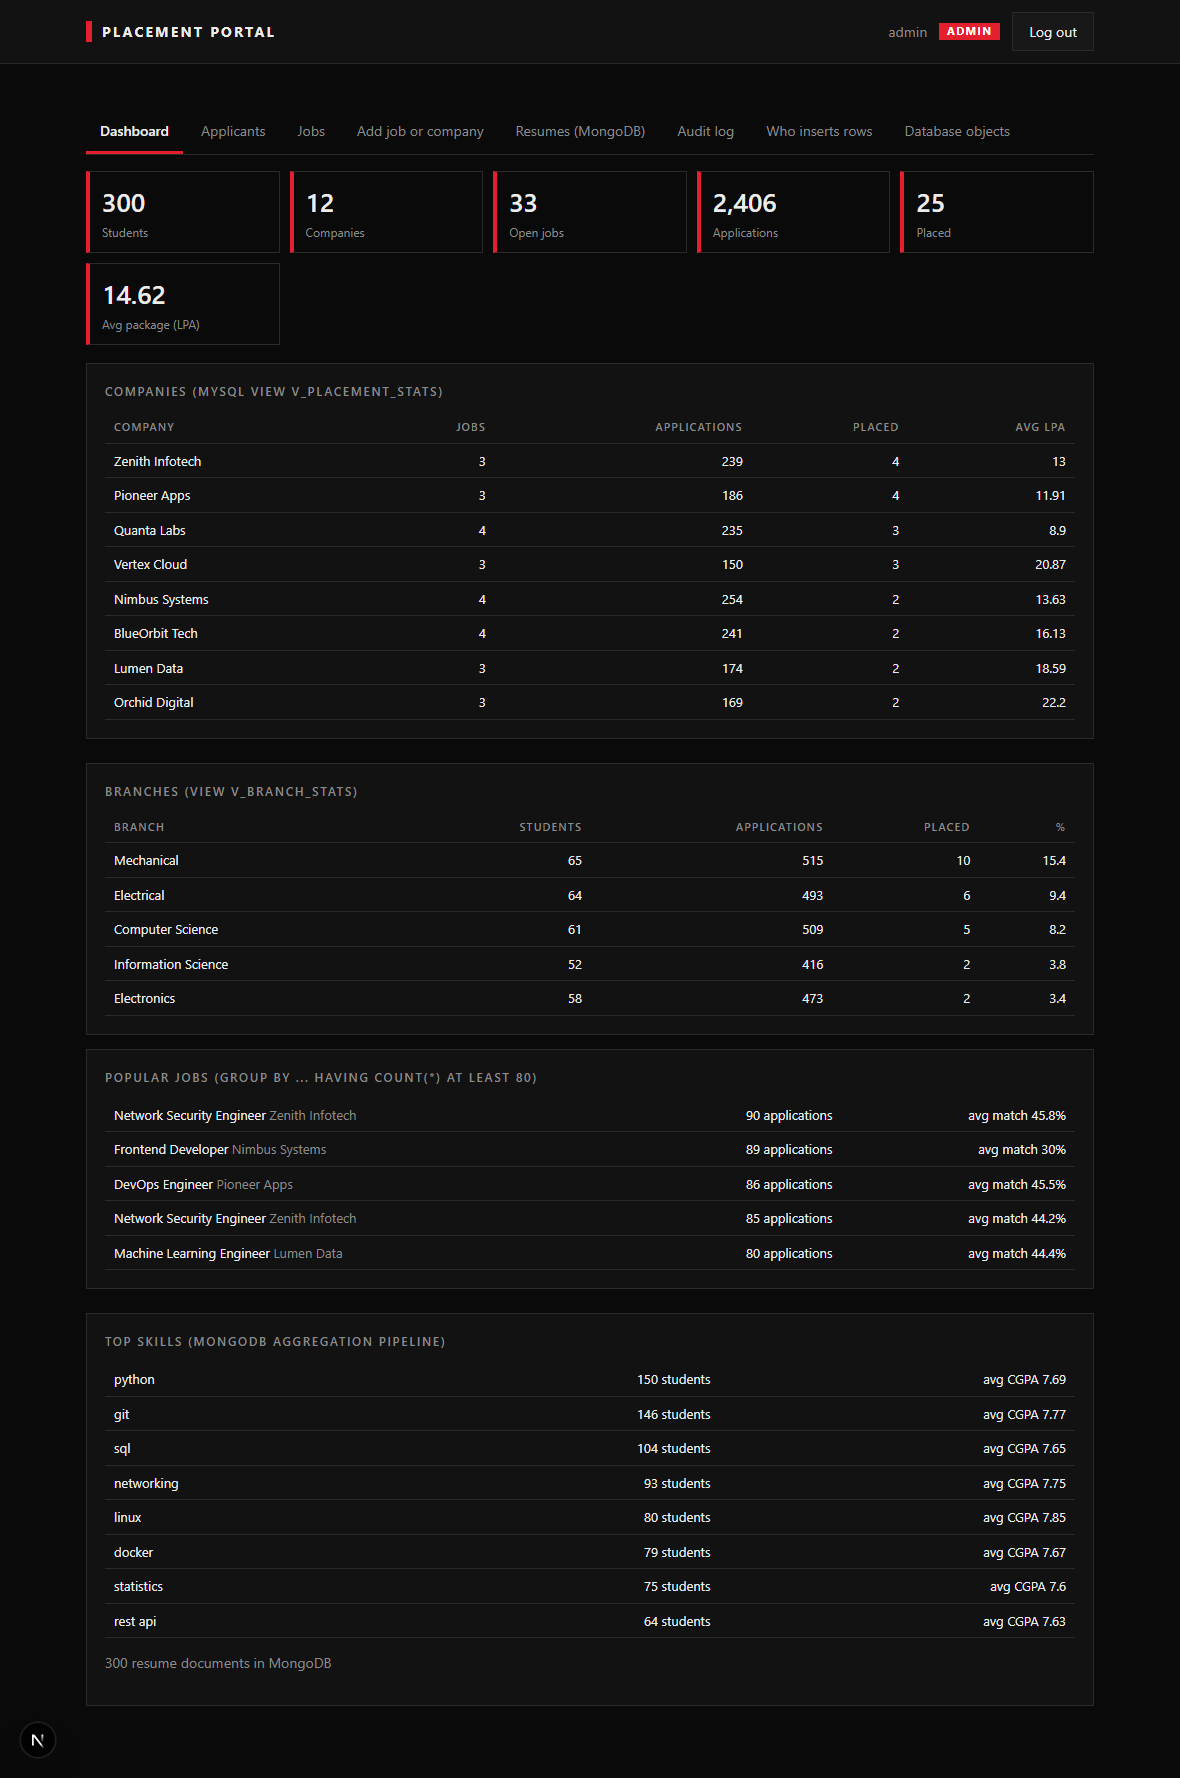 PLACEMENT PORTAL
admin ADMIN Log out
Dashboard Applicants Jobs Add job or company Resumes (MongoDB) Audit log Who inserts rows Database objects
300 12 33 2,406 25
Students Companies Open jobs Applications Placed
14.62
Avg package (LPA)
COMPANIES (MYSQL VIEW V_PLACEMENT_STATS)
COMPANY JOBS APPLICATIONS PLACED AVG LPA
Zenith Infotech 3 239 4 13
Pioneer Apps 3 186 4 11.91
Quanta Labs 4 235 3 8.9
Vertex Cloud 3 150 3 20.87
Nimbus Systems 4 254 2 13.63
BlueOrbit Tech 4 241 2 16.13
Lumen Data 3 174 2 18.59
Orchid Digital 3 169 2 22.2
BRANCHES (VIEW V_BRANCH_STATS)
BRANCH STUDENTS APPLICATIONS PLACED %
Mechanical 65 515 10 15.4
Electrical 64 493 6 9.4
Computer Science 61 509 5 8.2
Information Science 52 416 2 3.8
Electronics 58 473 2 3.4
POPULAR JOBS (GROUP BY ... HAVING COUNT(*) AT LEAST 80)
Network Security Engineer Zenith Infotech 90 applications avg match 45.8%
Frontend Developer Nimbus Systems 89 applications avg match 30%
DevOps Engineer Pioneer Apps 86 applications avg match 45.5%
Network Security Engineer Zenith Infotech 85 applications avg match 44.2%
Machine Learning Engineer Lumen Data 80 applications avg match 44.4%
TOP SKILLS (MONGODB AGGREGATION PIPELINE)
python 150 students avg CGPA 7.69
git 146 students avg CGPA 7.77
sql 104 students avg CGPA 7.65
networking 93 students avg CGPA 7.75
linux 80 students avg CGPA 7.85
docker 79 students avg CGPA 7.67
statistics 75 students avg CGPA 7.6
rest api 64 students avg CGPA 7.63
300 resume documents in MongoDB
N